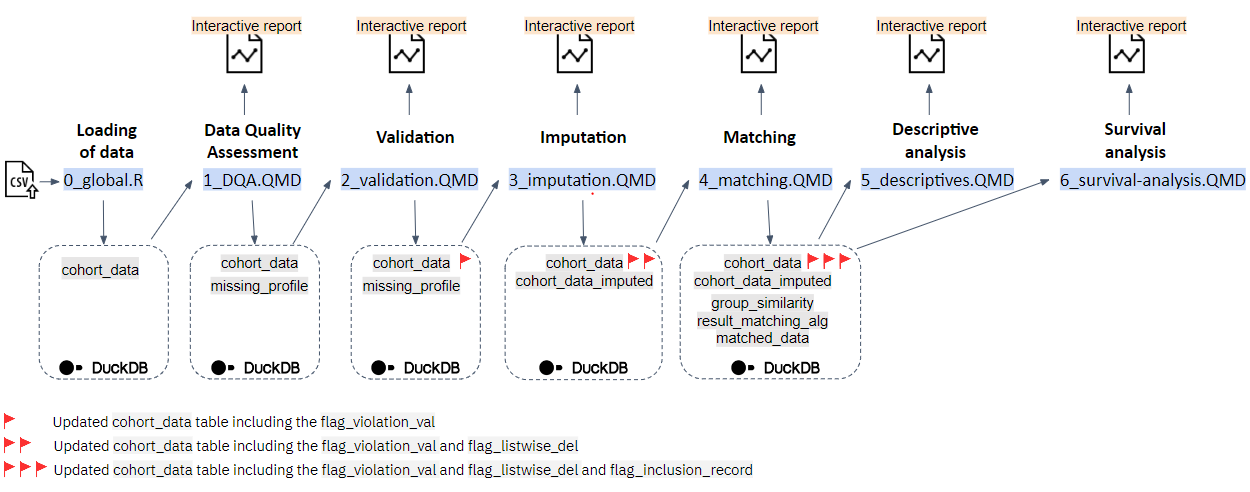 Interactive report
Interactive report
Interactive report
Interactive report
Interactive report
Interactive report
Loading
of data
Data Quality
Assessment
Validation
Imputation
Matching
Descriptive
analysis
Survival
analysis
CSV
0_global.R
1_DQA.QMD
2_validation.QMD
3_imputation.QMD
4_matching.QMD
5_descriptives.QMD
6_survival-analysis.QMD
cohort_data
DuckDB
cohort_data
missing_profile
DuckDB
cohort_data
missing_profile
DuckDB
cohort_data
cohort_data_imputed
DuckDB
cohort_data
cohort_data_imputed
group_similarity
result_matching_alg
matched_data
DuckDB
Updated cohort_data table including the flag_violation_val
Updated cohort_data table including the flag_violation_val and flag_listwise_del
Updated cohort_data table including the flag_violation_val and flag_listwise_del and flag_inclusion_record